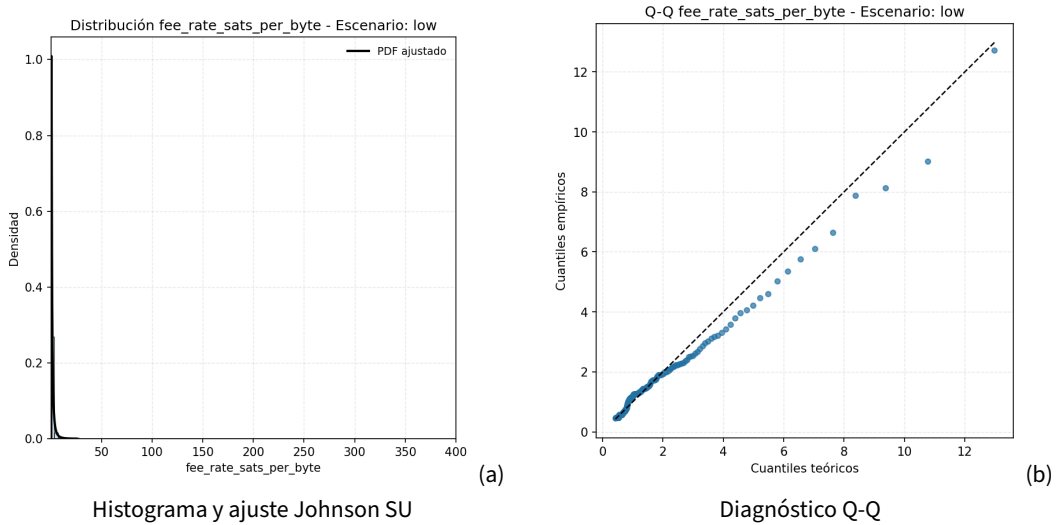 Distribución fee_rate_sats_per_byte - Escenario: low
PDF ajustado
Densidad
1.0
0.8
0.6
0.4
0.2
0.0
50 100 150 200 250 300 350 400
fee_rate_sats_per_byte
(a)
Histograma y ajuste Johnson SU
Q-Q fee_rate_sats_per_byte - Escenario: low
Cuantiles empíricos
12
10
8
6
4
2
0
0 2 4 6 8 10 12
Cuantiles teóricos
(b)
Diagnóstico Q-Q